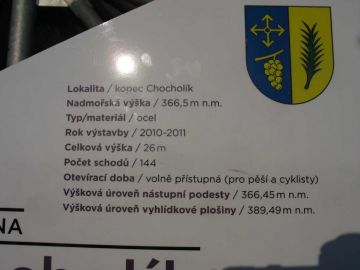 Lokalita / kopec Chocholík
Nadmořská výška / 366,5 m n.m.
Typ/materiál / ocel
Rok výstavby / 2010-2011
Celková výška / 26 m
Počet schodů / 144
Otevírací doba / volně přístupná (pro pěší a cyklisty)
Výšková úroveň nástupní podesty / 366,45 m n.m.
Výšková úroveň vyhlídkové plošiny / 389,49 m n.m.
NA